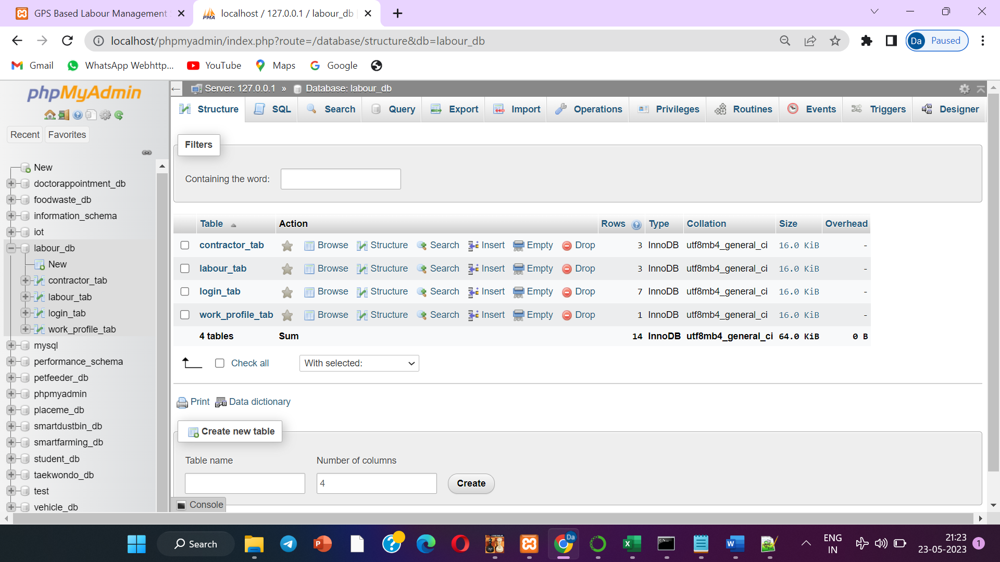 GPS Based Labour Management
localhost / 127.0.0.1 / labour_db
localhost/phpmyadmin/index.php?route=/database/structure&db=labour_db
Da Paused
Gmail WhatsApp Webhttp... YouTube Maps Google
phpMyAdmin
Recent Favorites
New
doctorappointment_db
foodwaste_db
information_schema
iot
labour_db
New
contractor_tab
labour_tab
login_tab
work_profile_tab
mysql
performance_schema
petfeeder_db
phpmyadmin
placeme_db
smartdustbin_db
smartfarming_db
student_db
taekwondo_db
test
vehicle_db
Server: 127.0.0.1 » Database: labour_db
Structure SQL Search Query Export Import Operations Privileges Routines Events Triggers Designer
Filters
Containing the word:
Table Action Rows Type Collation Size Overhead
contractor_tab Browse Structure Search Insert Empty Drop 3 InnoDB utf8mb4_general_ci 16.0 KiB -
labour_tab Browse Structure Search Insert Empty Drop 3 InnoDB utf8mb4_general_ci 16.0 KiB -
login_tab Browse Structure Search Insert Empty Drop 7 InnoDB utf8mb4_general_ci 16.0 KiB -
work_profile_tab Browse Structure Search Insert Empty Drop 1 InnoDB utf8mb4_general_ci 16.0 KiB -
4 tables Sum 14 InnoDB utf8mb4_general_ci 64.0 KiB 0 B
Check all With selected:
Print Data dictionary
Create new table
Table name Number of columns
4 Create
Console
Search
Da
ENG
IN
21:23
23-05-2023
1